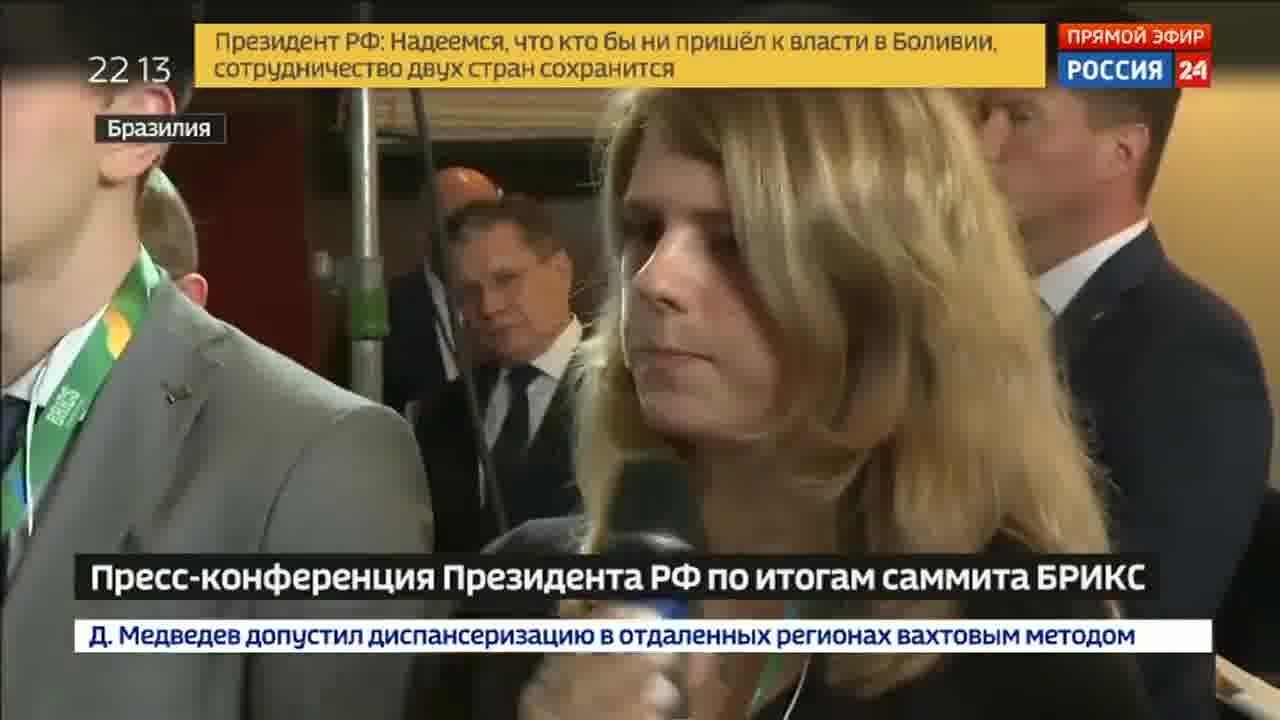 22 13
Президент РФ: Надеемся, что кто бы ни пришёл к власти в Боливии,
сотрудничество двух стран сохранится
ПРЯМОЙ ЭФИР
РОССИЯ 24
Бразилия
BRICS
Пресс-конференция Президента РФ по итогам саммита БРИКС
Д. Медведев допустил диспансеризацию в отдаленных регионах вахтовым методом